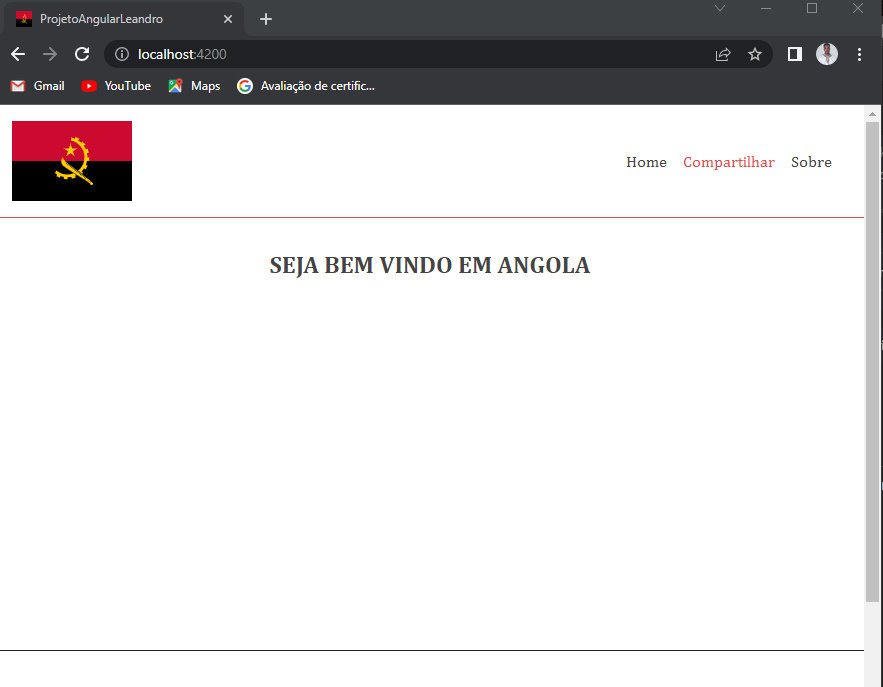 ProjetoAngularLeandro
localhost:4200
Gmail YouTube Maps Avaliação de certific...
Home Compartilhar Sobre
SEJA BEM VINDO EM ANGOLA